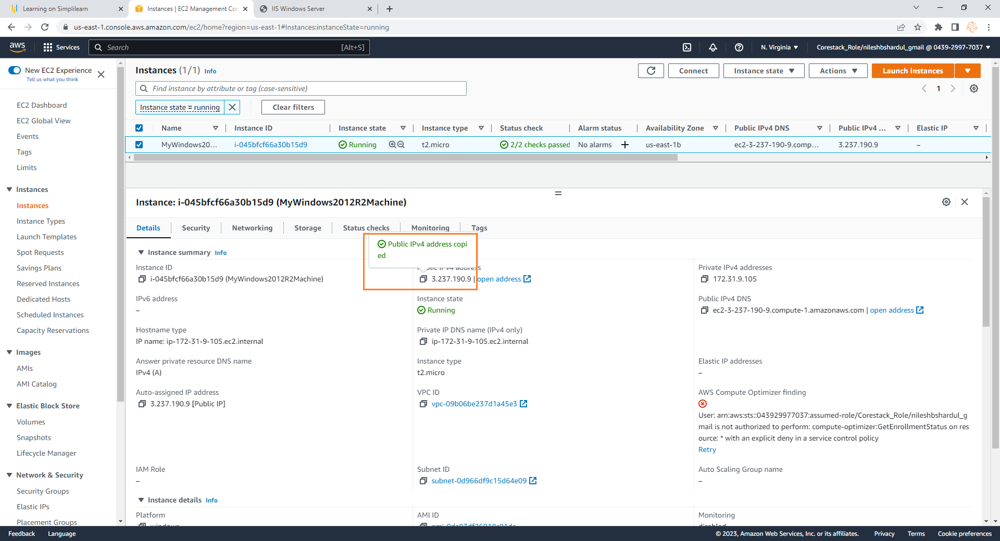 Learning on Simplilearn
Instances | EC2 Management Con
IIS Windows Server
us-east-1.console.aws.amazon.com/ec2/home?region=us-east-1#Instances:instanceState=running
aws
Services
Search
[Alt+S]
N. Virginia
Corestack_Role/nileshbshardul_gmail @ 0439-2997-7037
New EC2 Experience
Tell us what you think
EC2 Dashboard
EC2 Global View
Events
Tags
Limits
Instances
Instances
Instance Types
Launch Templates
Spot Requests
Savings Plans
Reserved Instances
Dedicated Hosts
Scheduled Instances
Capacity Reservations
Images
AMIs
AMI Catalog
Elastic Block Store
Volumes
Snapshots
Lifecycle Manager
Network & Security
Security Groups
Elastic IPs
Placement Groups
Instances (1/1) Info
Connect
Instance state
Actions
Launch instances
Find instance by attribute or tag (case-sensitive)
1
Instance state = running
Clear filters
Name Instance ID Instance state Instance type Status check Alarm status Availability Zone Public IPv4 DNS Public IPv4 ... Elastic IP
MyWindows20... i-045bfcf66a30b15d9 Running t2.micro 2/2 checks passed No alarms + us-east-1b ec2-3-237-190-9.comp... 3.237.190.9 –
Instance: i-045bfcf66a30b15d9 (MyWindows2012R2Machine)
Details Security Networking Storage Status checks Monitoring Tags
Public IPv4 address copi
ed
Instance summary Info
Instance ID
i-045bfcf66a30b15d9 (MyWindows2012R2Machine)
Public IPv4 address
3.237.190.9 | open address
Private IPv4 addresses
172.31.9.105
IPv6 address
–
Instance state
Running
Public IPv4 DNS
ec2-3-237-190-9.compute-1.amazonaws.com | open address
Hostname type
IP name: ip-172-31-9-105.ec2.internal
Private IP DNS name (IPv4 only)
ip-172-31-9-105.ec2.internal
Answer private resource DNS name
IPv4 (A)
Instance type
t2.micro
Elastic IP addresses
–
Auto-assigned IP address
3.237.190.9 [Public IP]
VPC ID
vpc-09b06be237d1a45e3
AWS Compute Optimizer finding
User: arn:aws:sts::043929977037:assumed-role/Corestack_Role/nileshbshardul_g
mail is not authorized to perform: compute-optimizer:GetEnrollmentStatus on res
ource: * with an explicit deny in a service control policy
Retry
IAM Role
–
Subnet ID
subnet-0d966df9c15d64e09
Auto Scaling Group name
–
Instance details Info
Platform
windows
AMI ID
Monitoring
disabled
Feedback
Language
© 2023, Amazon Web Services, Inc. or its affiliates.
Privacy
Terms
Cookie preferences